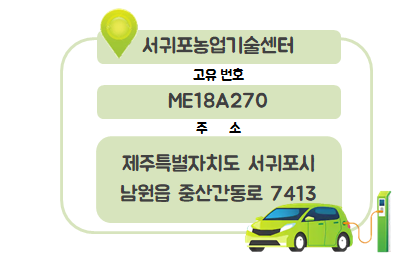 서귀포농업기술센터
고유 번호
ME18A270
주 소
제주특별자치도 서귀포시
남원읍 중산간동로 7413